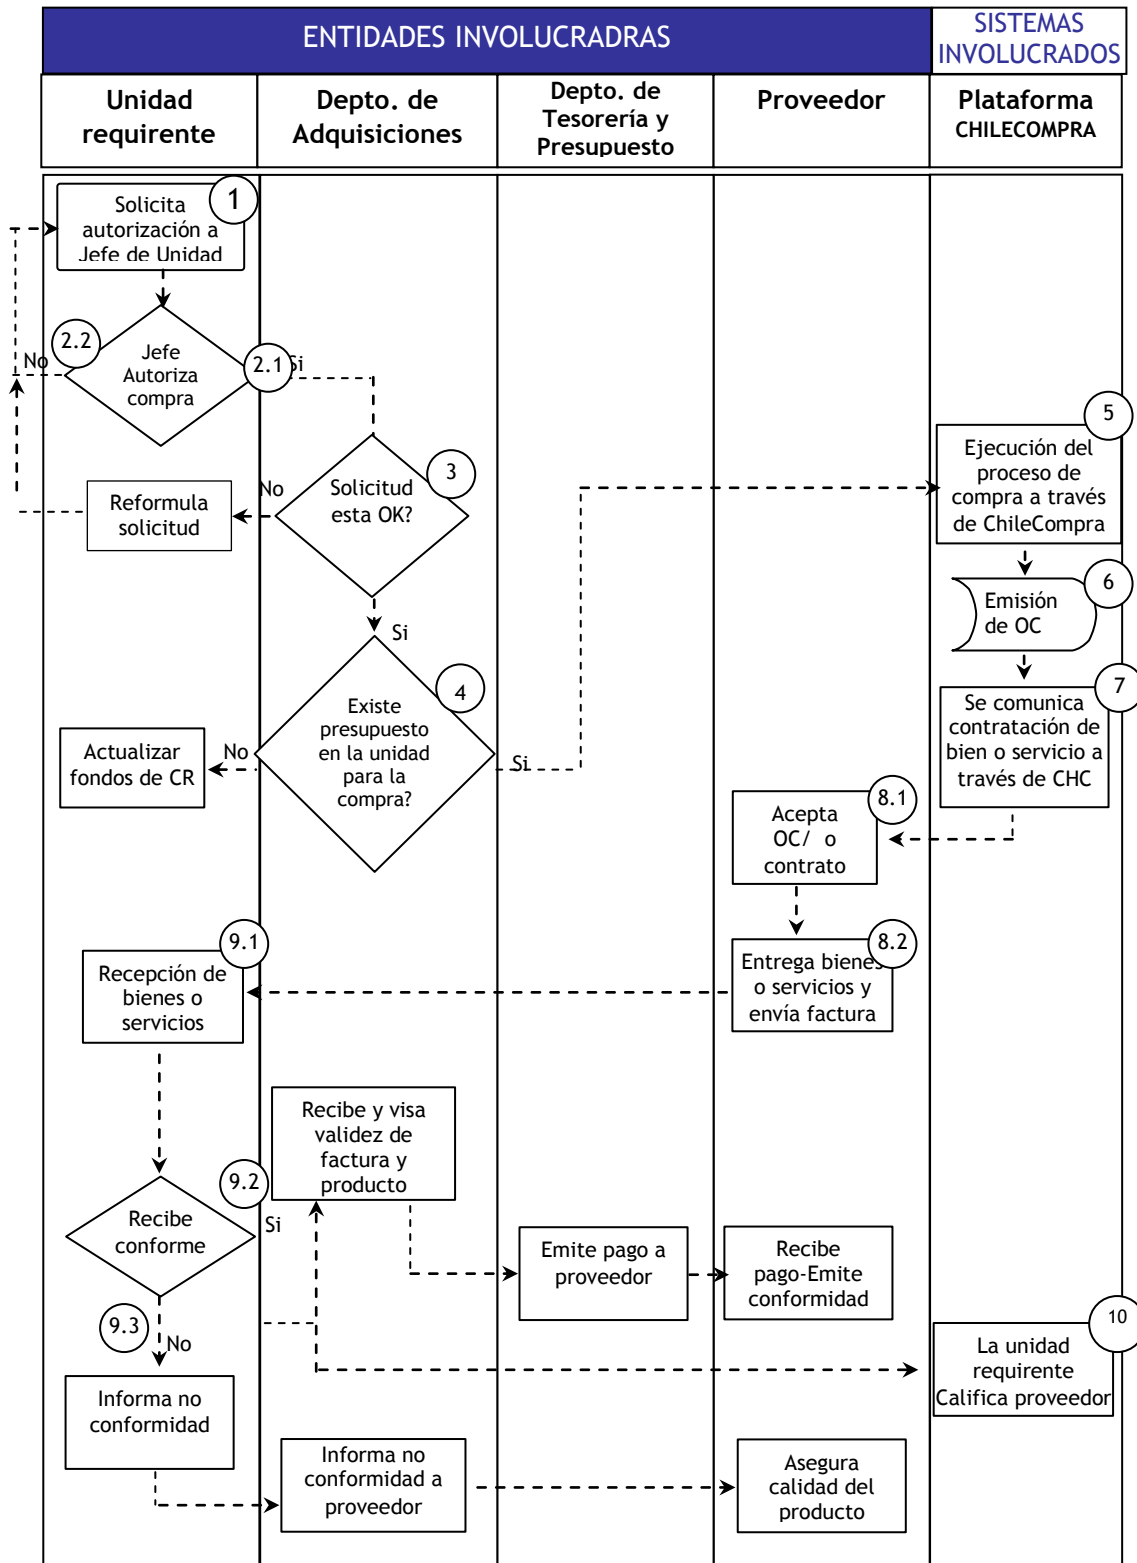 ENTIDADES INVOLUCRADRAS
SISTEMAS
INVOLUCRADOS
Unidad
requirente
Depto. de
Adquisiciones
Depto. de
Tesorería y
Presupuesto
Proveedor
Plataforma
CHILECOMPRA
1
Solicita
autorización a
Jefe de Unidad
2.2
No
Jefe
Autoriza
compra
2.1
Si
3
Solicitud
esta OK?
No
Reformula
solicitud
5
Ejecución del
proceso de
compra a través
de ChileCompra
6
Emisión
de OC
Si
4
Existe
presupuesto
en la unidad
para la
compra?
No
Actualizar
fondos de CR
Si
7
Se comunica
contratación de
bien o servicio a
través de CHC
8.1
Acepta
OC/ o
contrato
8.2
Entrega bienes
o servicios y
envía factura
9.1
Recepción de
bienes o
servicios
Recibe y visa
validez de
factura y
producto
9.2
Si
Recibe
conforme
Emite pago a
proveedor
Recibe
pago-Emite
conformidad
9.3
No
10
La unidad
requirente
Califica proveedor
Informa no
conformidad
Informa no
conformidad a
proveedor
Asegura
calidad del
producto